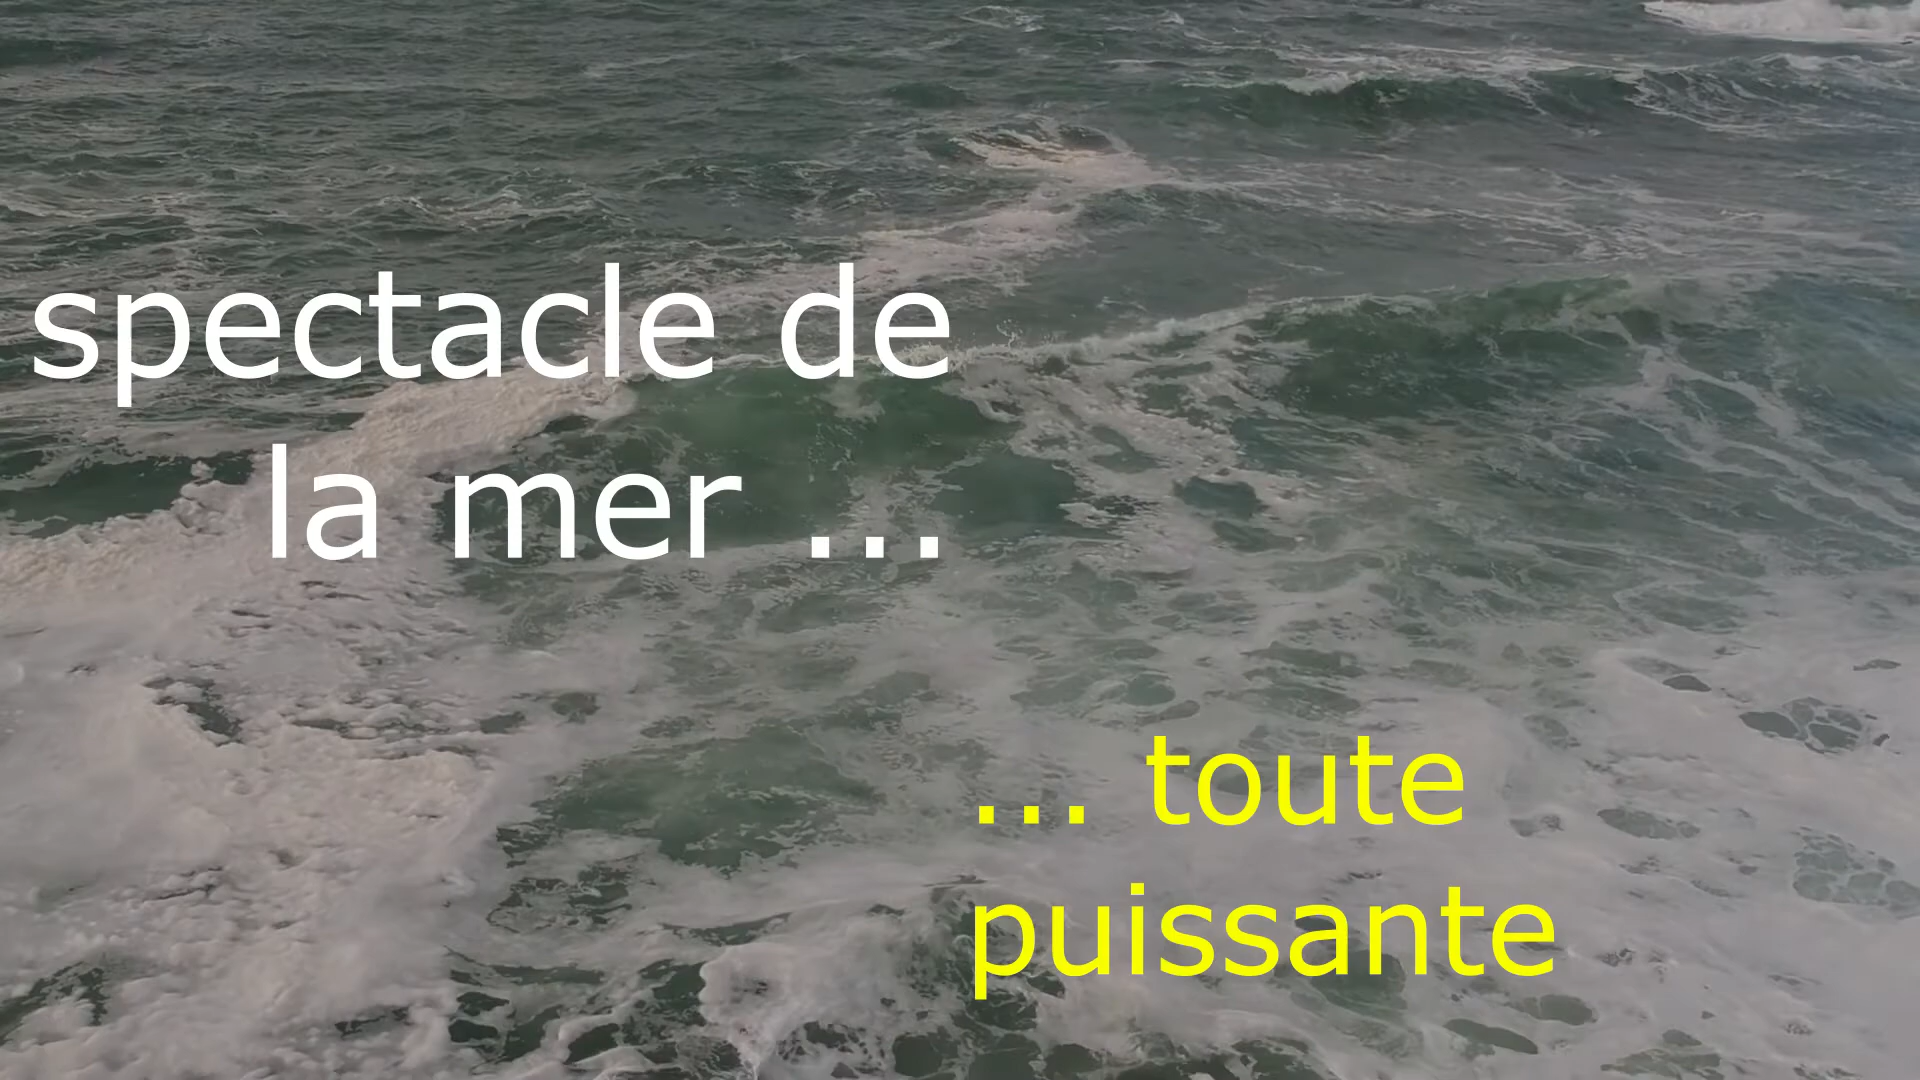 spectacle de
la mer ...
... toute
puissante